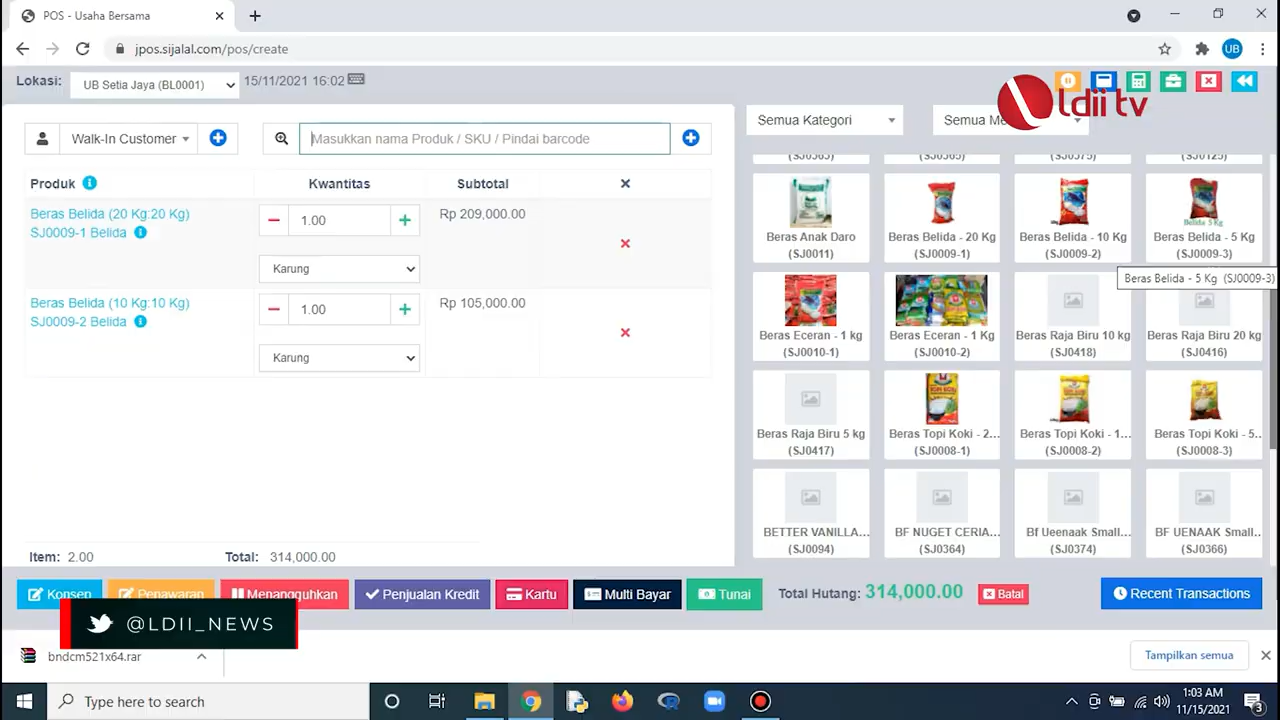 POS - Usaha Bersama
jpos.sijalal.com/pos/create
UB
Lokasi:
UB Setia Jaya (BL0001)
15/11/2021 16:02
ldii tv
Walk-In Customer
Masukkan nama Produk / SKU / Pindai barcode
Semua Kategori
Semua Me
Produk
Kwantitas
Subtotal
Beras Belida (20 Kg:20 Kg)
SJ0009-1 Belida
1.00
Rp 209,000.00
Karung
Beras Belida (10 Kg:10 Kg)
SJ0009-2 Belida
1.00
Rp 105,000.00
Karung
(SJ0363)
(SJ0365)
(SJ0375)
(SJ0125)
Beras Anak Daro
(SJ0011)
Beras Belida - 20 Kg
(SJ0009-1)
Beras Belida - 10 Kg
(SJ0009-2)
Belida 5 Kg
Beras Belida - 5 Kg
(SJ0009-3)
Beras Belida - 5 Kg (SJ0009-3)
Beras Eceran - 1 kg
(SJ0010-1)
Beras Eceran - 1 Kg
(SJ0010-2)
Beras Raja Biru 10 kg
(SJ0418)
Beras Raja Biru 20 kg
(SJ0416)
Beras Raja Biru 5 kg
(SJ0417)
Beras Topi Koki - 2...
(SJ0008-1)
Beras Topi Koki - 1...
(SJ0008-2)
Beras Topi Koki - 5...
(SJ0008-3)
BETTER VANILLA...
(SJ0094)
BF NUGET CERIA...
(SJ0364)
Bf Ueenaak Small...
(SJ0374)
BF UENAAK Small..
(SJ0366)
Item: 2.00
Total: 314,000.00
Konsep
Penawaran
Menangguhkan
Penjualan Kredit
Kartu
Multi Bayar
Tunai
Total Hutang: 314,000.00
Batal
Recent Transactions
@LDII_NEWS
bndcm521x64.rar
Tampilkan semua
Type here to search
1:03 AM
11/15/2021
3